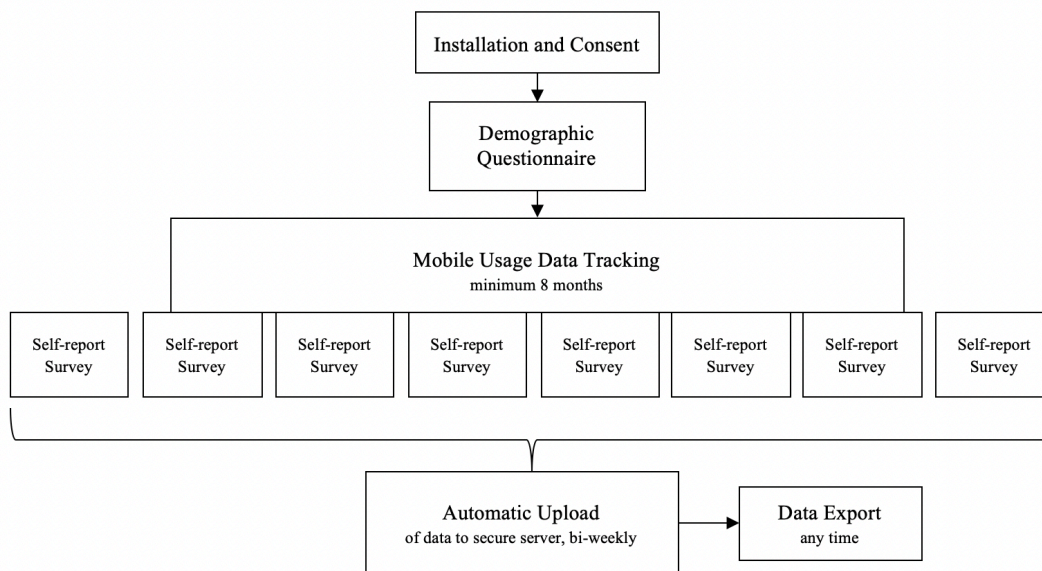 Installation and Consent
Demographic
Questionnaire
Mobile Usage Data Tracking
minimum 8 months
Self-report
Survey
Self-report
Survey
Self-report
Survey
Self-report
Survey
Self-report
Survey
Self-report
Survey
Self-report
Survey
Self-report
Survey
Automatic Upload
of data to secure server, bi-weekly
Data Export
any time